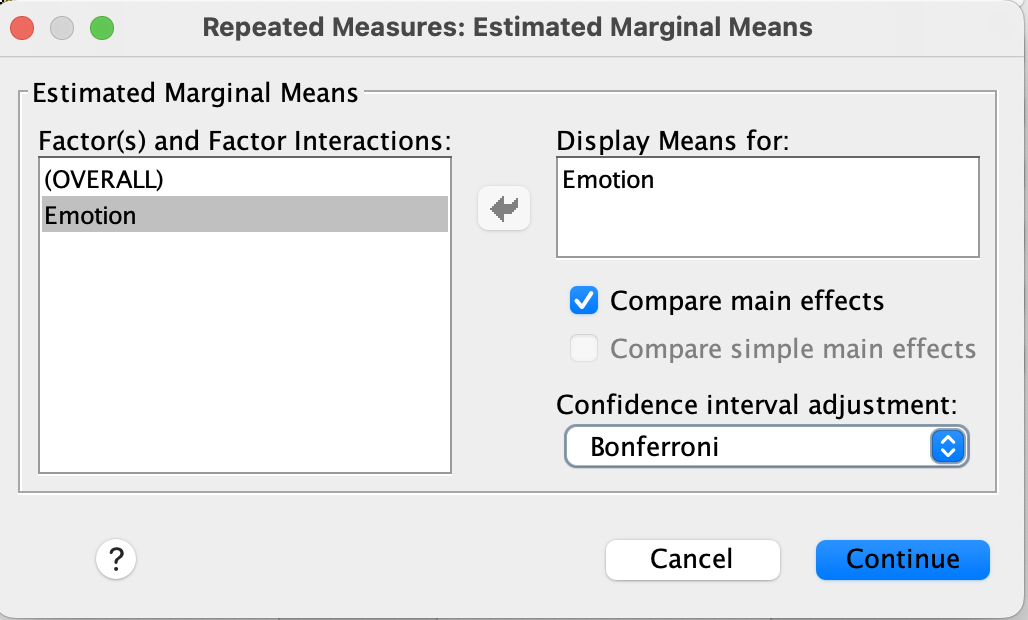 Repeated Measures: Estimated Marginal Means
Estimated Marginal Means
Factor(s) and Factor Interactions:
(OVERALL)
Emotion
Display Means for:
Emotion
Compare main effects
Compare simple main effects
Confidence interval adjustment:
Bonferroni
?
Cancel
Continue